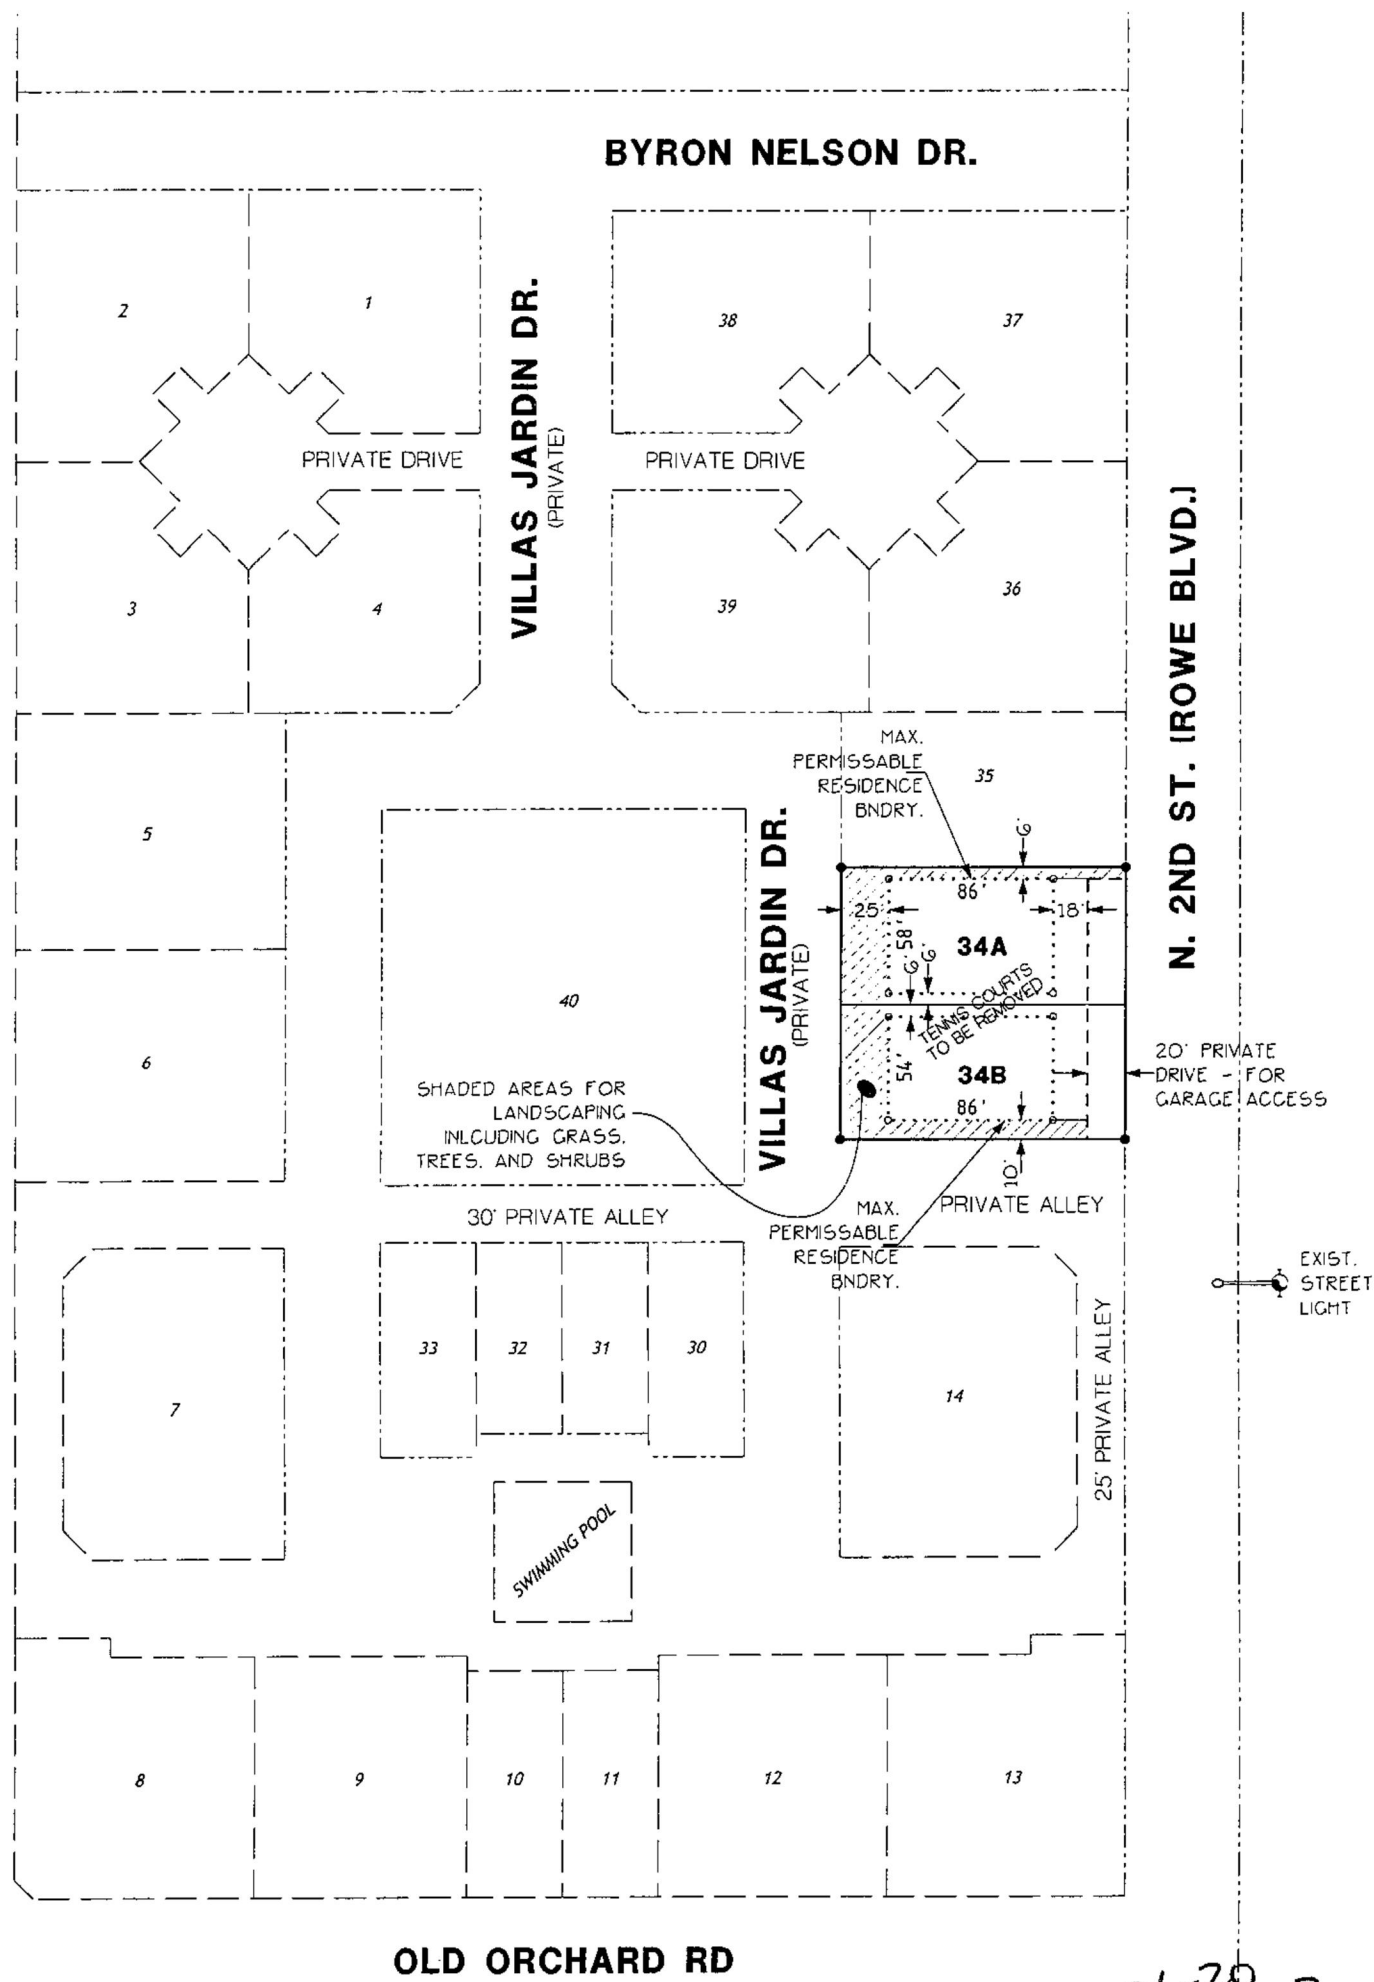 BYRON NELSON DR.
2
1
38
37
VILLAS JARDIN DR.
(PRIVATE)
PRIVATE DRIVE
PRIVATE DRIVE
3
4
39
36
N. 2ND ST. (ROWE BLVD.)
MAX.
PERMISSABLE
RESIDENCE
BNDRY.
35
5
6'
86'
25'
18'
58'
34A
6'
6'
TENNIS COURTS
TO BE REMOVED
VILLAS JARDIN DR.
(PRIVATE)
40
6
54'
34B
86'
20' PRIVATE
DRIVE - FOR
GARAGE ACCESS
SHADED AREAS FOR
LANDSCAPING
INLCUDING GRASS,
TREES, AND SHRUBS
10'
PRIVATE ALLEY
30' PRIVATE ALLEY
MAX.
PERMISSABLE
RESIDENCE
BNDRY.
EXIST.
STREET
LIGHT
33
32
31
30
7
14
25' PRIVATE ALLEY
SWIMMING POOL
8
9
10
11
12
13
OLD ORCHARD RD